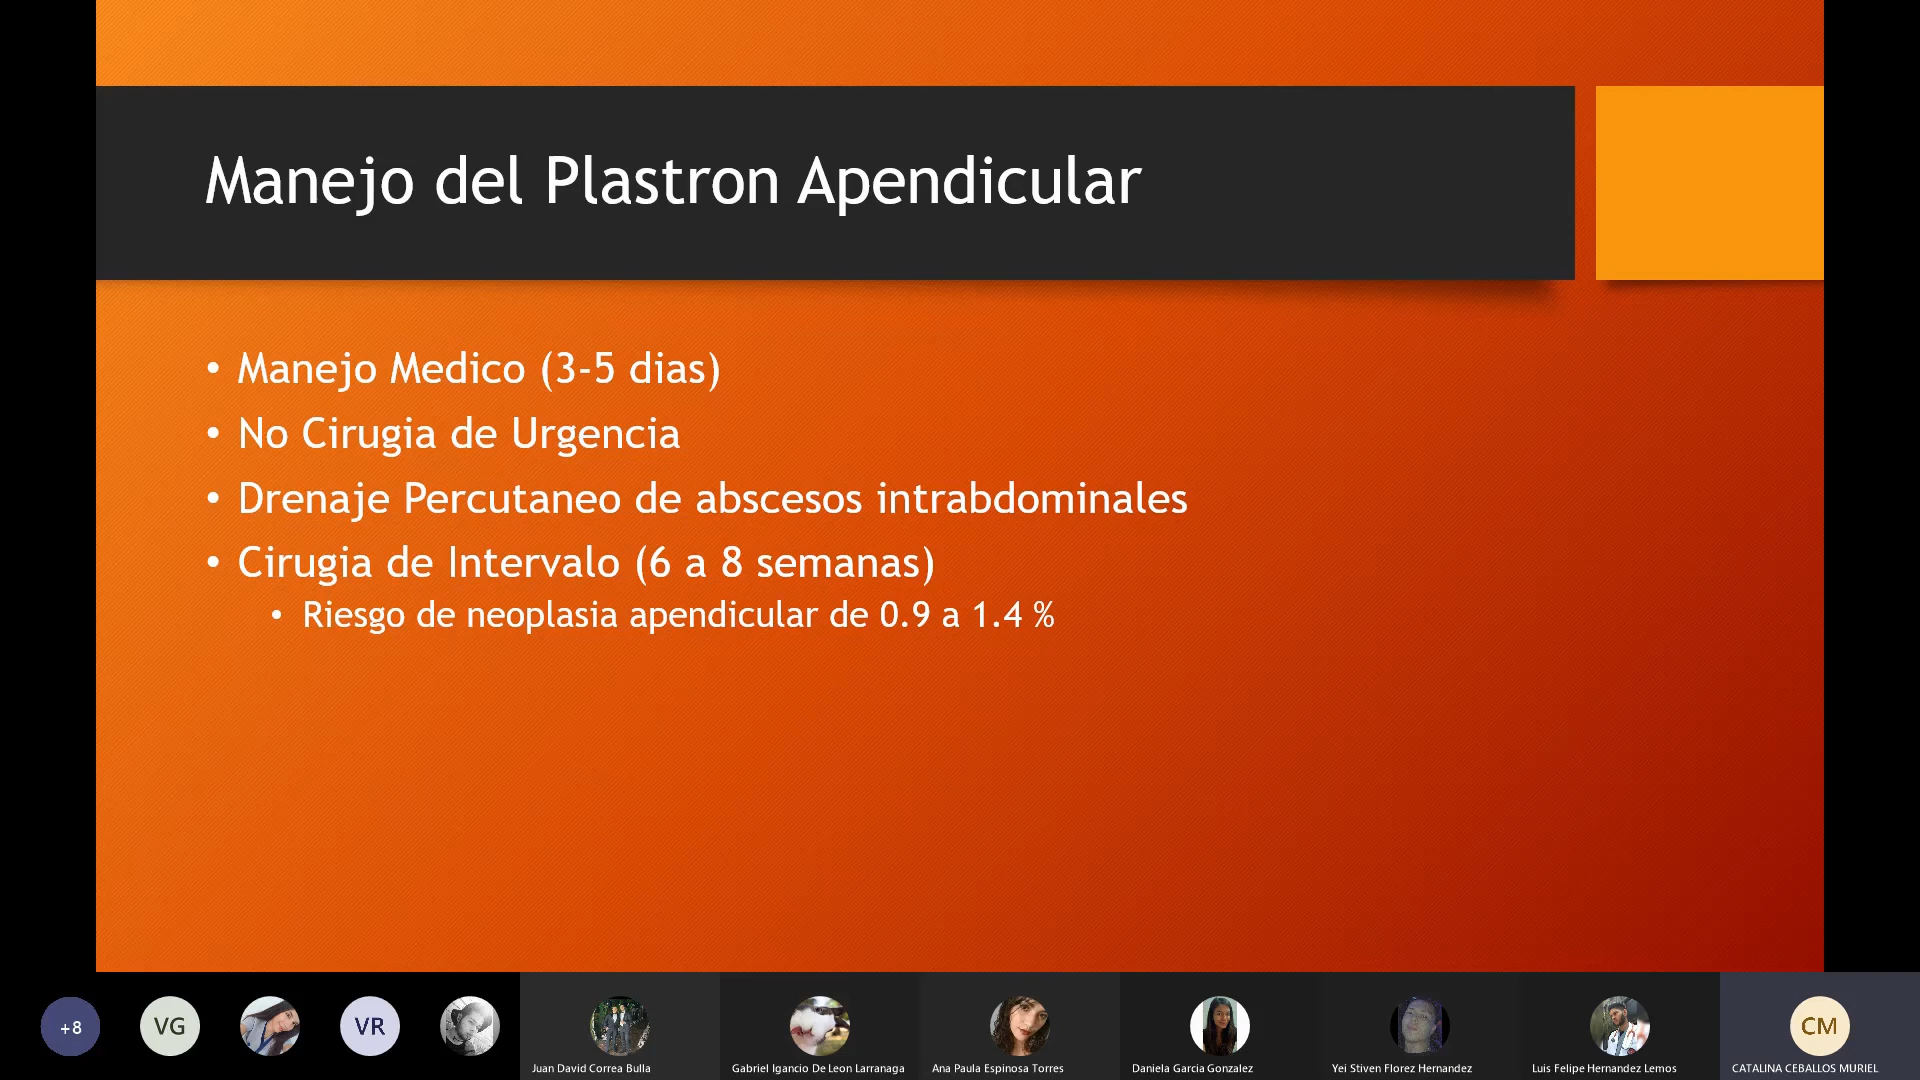 Manejo del Plastron Apendicular
• Manejo Medico (3-5 dias)
• No Cirugia de Urgencia
• Drenaje Percutaneo de abscesos intrabdominales
• Cirugia de Intervalo (6 a 8 semanas)
• Riesgo de neoplasia apendicular de 0.9 a 1.4 %
+8
VG
VR
CM
Juan David Correa Bulla
Gabriel Igancio De Leon Larranaga
Ana Paula Espinosa Torres
Daniela Garcia Gonzalez
Yei Stiven Florez Hernandez
Luis Felipe Hernandez Lemos
CATALINA CEBALLOS MURIEL